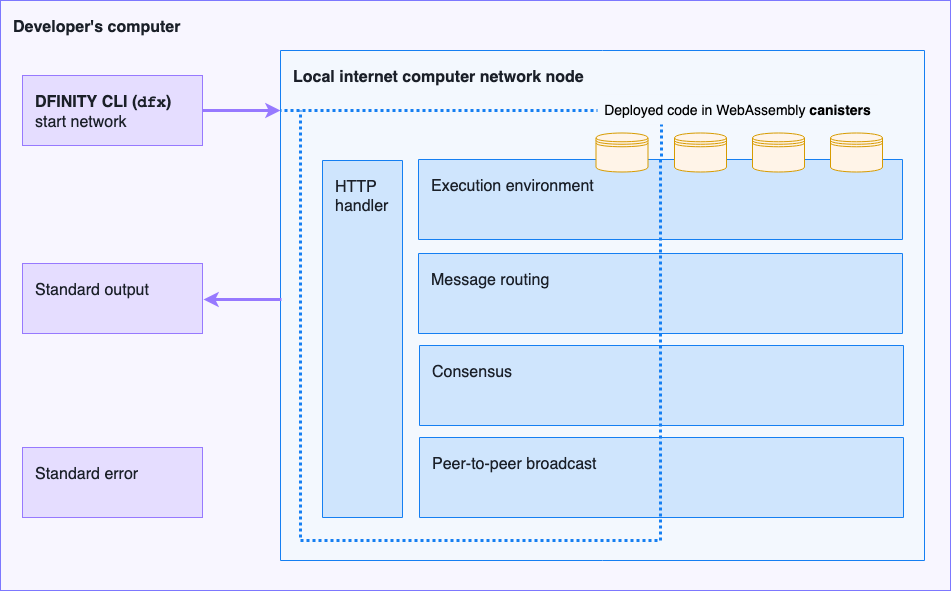 Developer's computer
DFINITY CLI (dfx)
start network
Local internet computer network node
Deployed code in WebAssembly canisters
HTTP
handler
Execution environment
Standard output
Message routing
Consensus
Standard error
Peer-to-peer broadcast